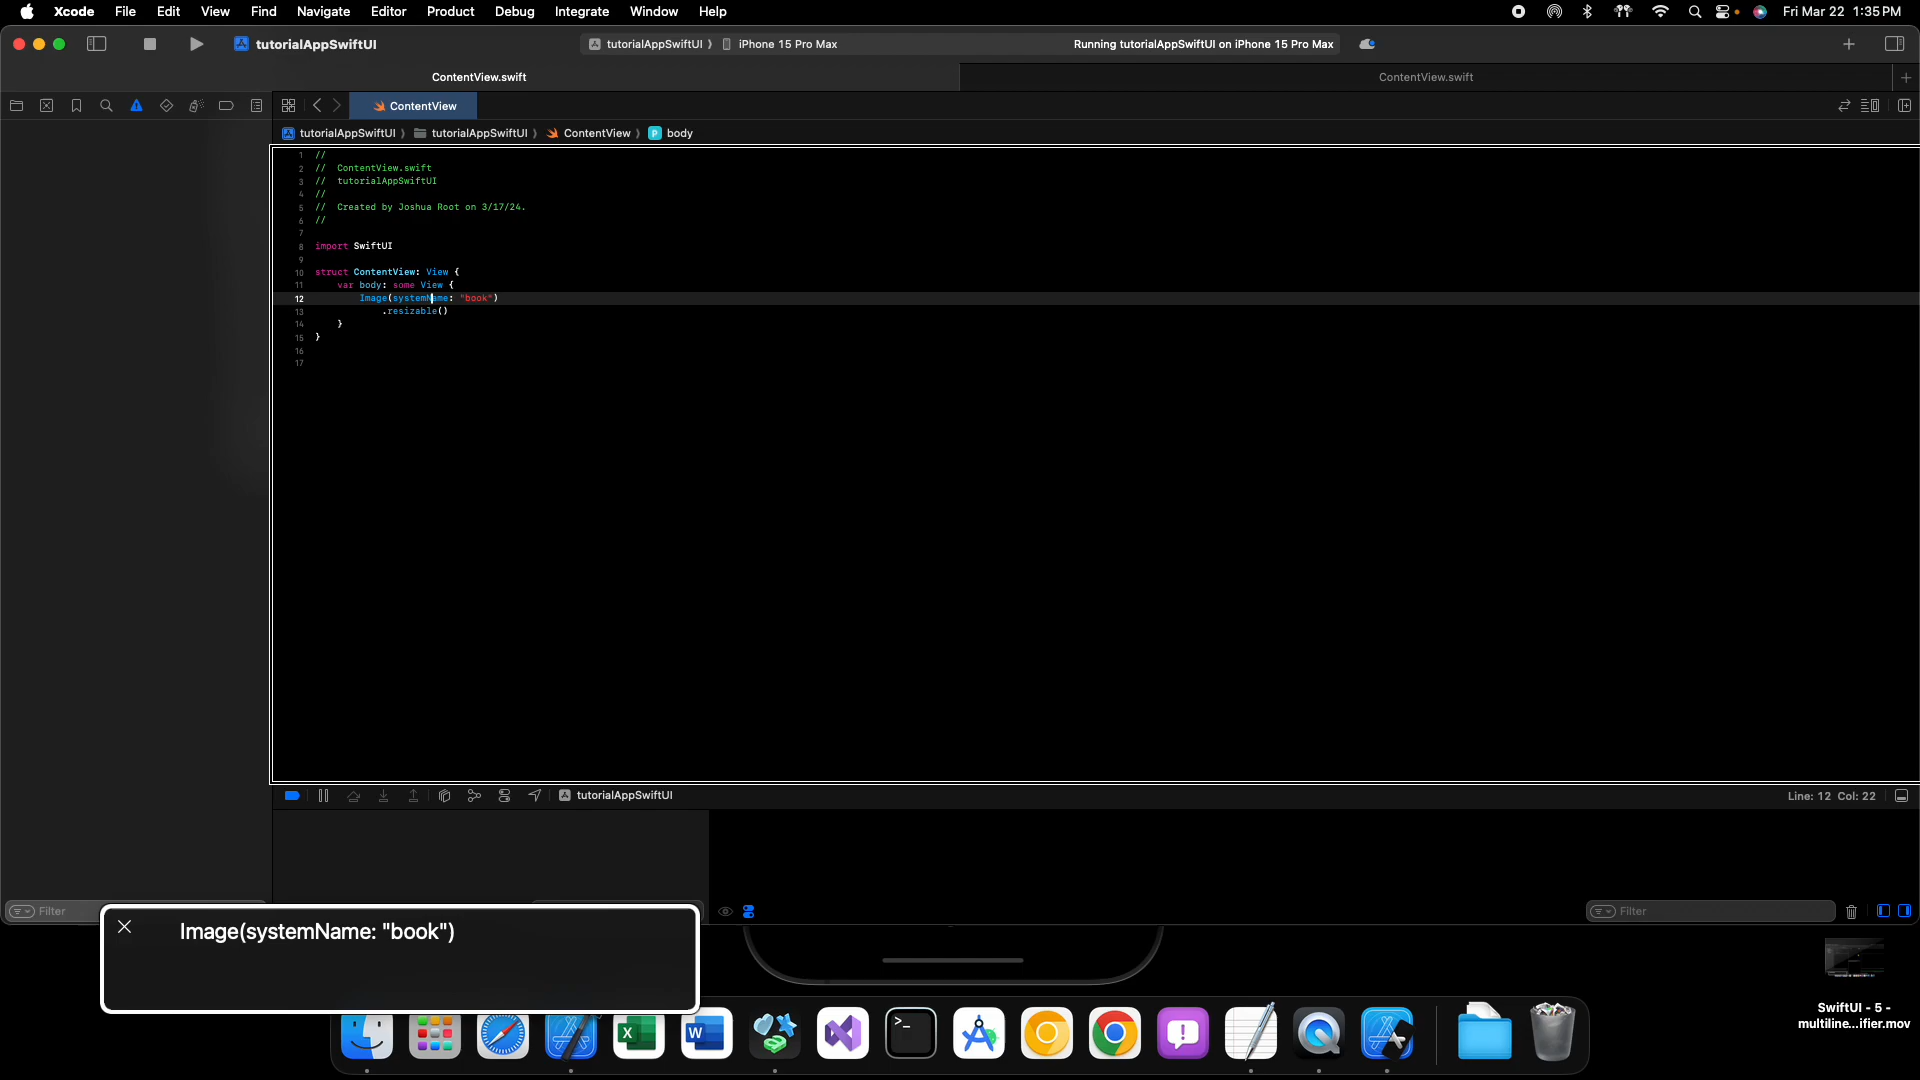 Xcode File Edit View Find Navigate Editor Product Debug Integrate Window Help Fri Mar 22 1:35 PM
tutorialAppSwiftUI tutorialAppSwiftUI iPhone 15 Pro Max Running tutorialAppSwiftUI on iPhone 15 Pro Max
ContentView.swift ContentView.swift
ContentView
tutorialAppSwiftUI tutorialAppSwiftUI ContentView P body
1 //
2 // ContentView.swift
3 // tutorialAppSwiftUI
4 //
5 // Created by Joshua Root on 3/17/24.
6 //
7
8 import SwiftUI
9
10 struct ContentView: View {
11 var body: some View {
12 Image(systemName: "book")
13 .resizable()
14 }
15 }
16
17
tutorialAppSwiftUI Line: 12 Col: 22
Filter Filter
Image(systemName: "book")
SwiftUI - 5 -
multiline...ifier.mov